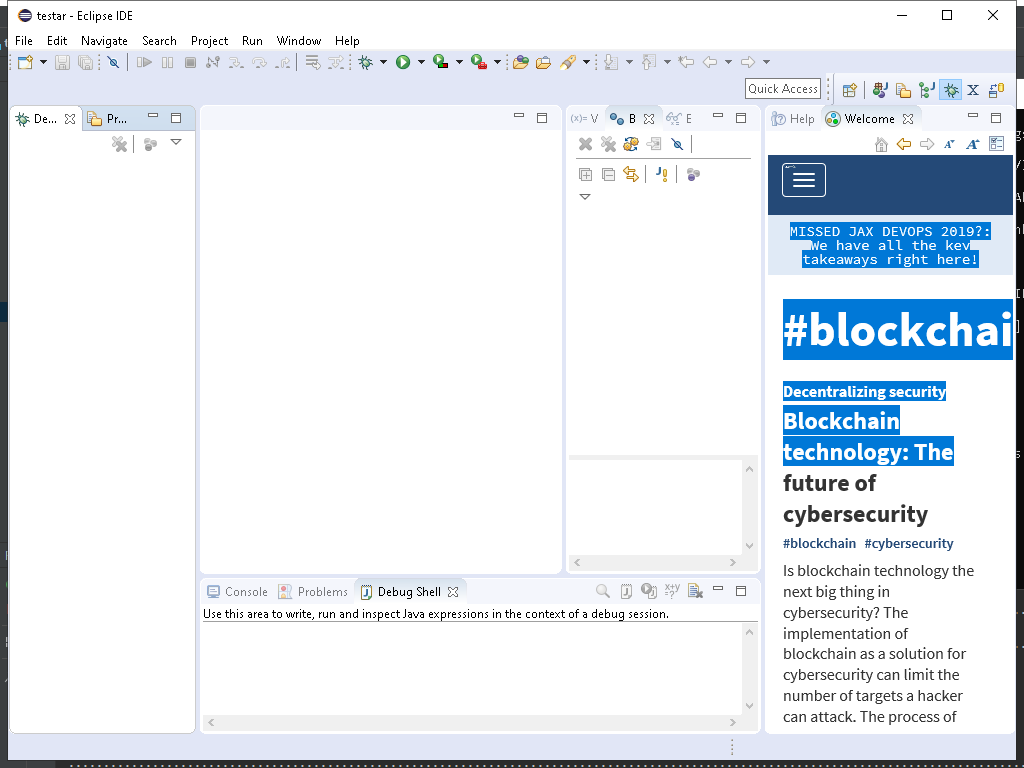 testar - Eclipse IDE
File Edit Navigate Search Project Run Window Help
Quick Access
De... Pr... (x)= V B E Help Welcome
MISSED JAX DEVOPS 2019?:
We have all the key
takeaways right here!
#blockchai
Decentralizing security
Blockchain
technology: The
future of
cybersecurity
#blockchain #cybersecurity
Is blockchain technology the
next big thing in
cybersecurity? The
implementation of
blockchain as a solution for
cybersecurity can limit the
number of targets a hacker
can attack. The process of
Console Problems Debug Shell
Use this area to write, run and inspect Java expressions in the context of a debug session.